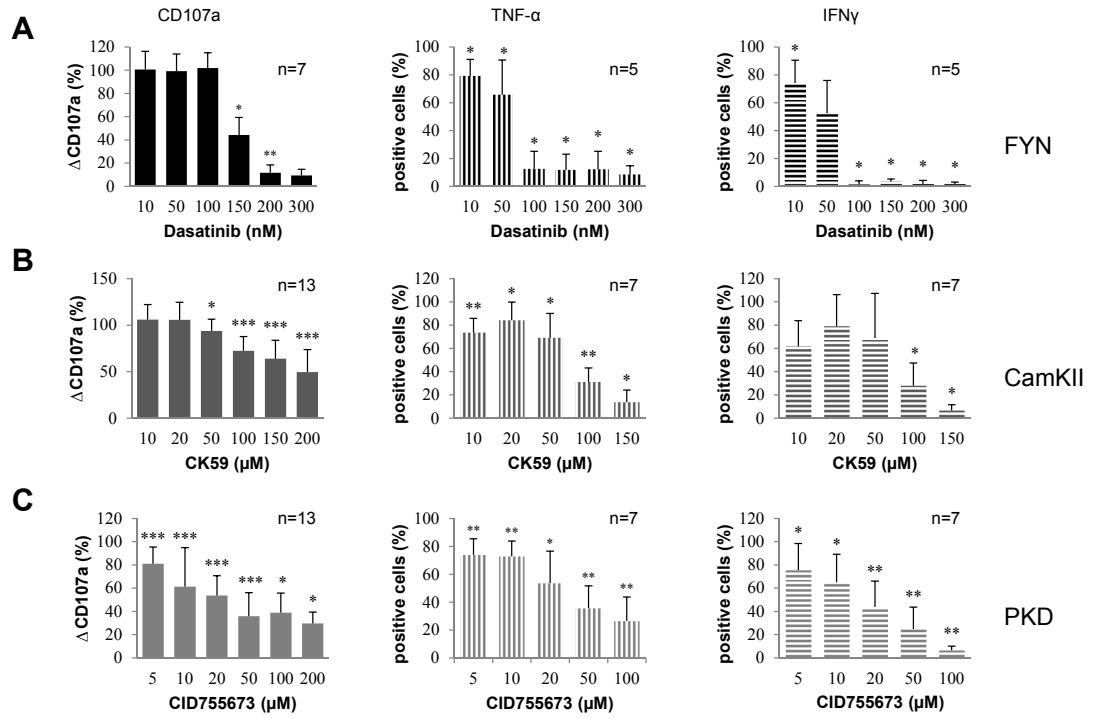 CD107a TNF-α IFNγ
A
ΔCD107a (%)
120
100
80
60
40
20
0
n=7
*
**
10 50 100 150 200 300
Dasatinib (nM)
positive cells (%)
100
80
60
40
20
0
n=5
* * * * * *
10 50 100 150 200 300
Dasatinib (nM)
positive cells (%)
100
80
60
40
20
0
n=5
* * * * *
10 50 100 150 200 300
Dasatinib (nM)
FYN
B
ΔCD107a (%)
150
100
50
0
n=13
* *** *** ***
10 20 50 100 150 200
CK59 (µM)
positive cells (%)
120
100
80
60
40
20
0
n=7
** * * ** *
10 20 50 100 150
CK59 (µM)
positive cells (%)
120
100
80
60
40
20
0
n=7
* *
10 20 50 100 150
CK59 (µM)
CamKII
C
ΔCD107a (%)
120
100
80
60
40
20
0
n=13
*** *** *** *** * *
5 10 20 50 100 200
CID755673 (µM)
positive cells (%)
100
80
60
40
20
0
n=7
** ** * ** **
5 10 20 50 100
CID755673 (µM)
positive cells (%)
120
100
80
60
40
20
0
n=7
* * ** ** **
5 10 20 50 100
CID755673 (µM)
PKD